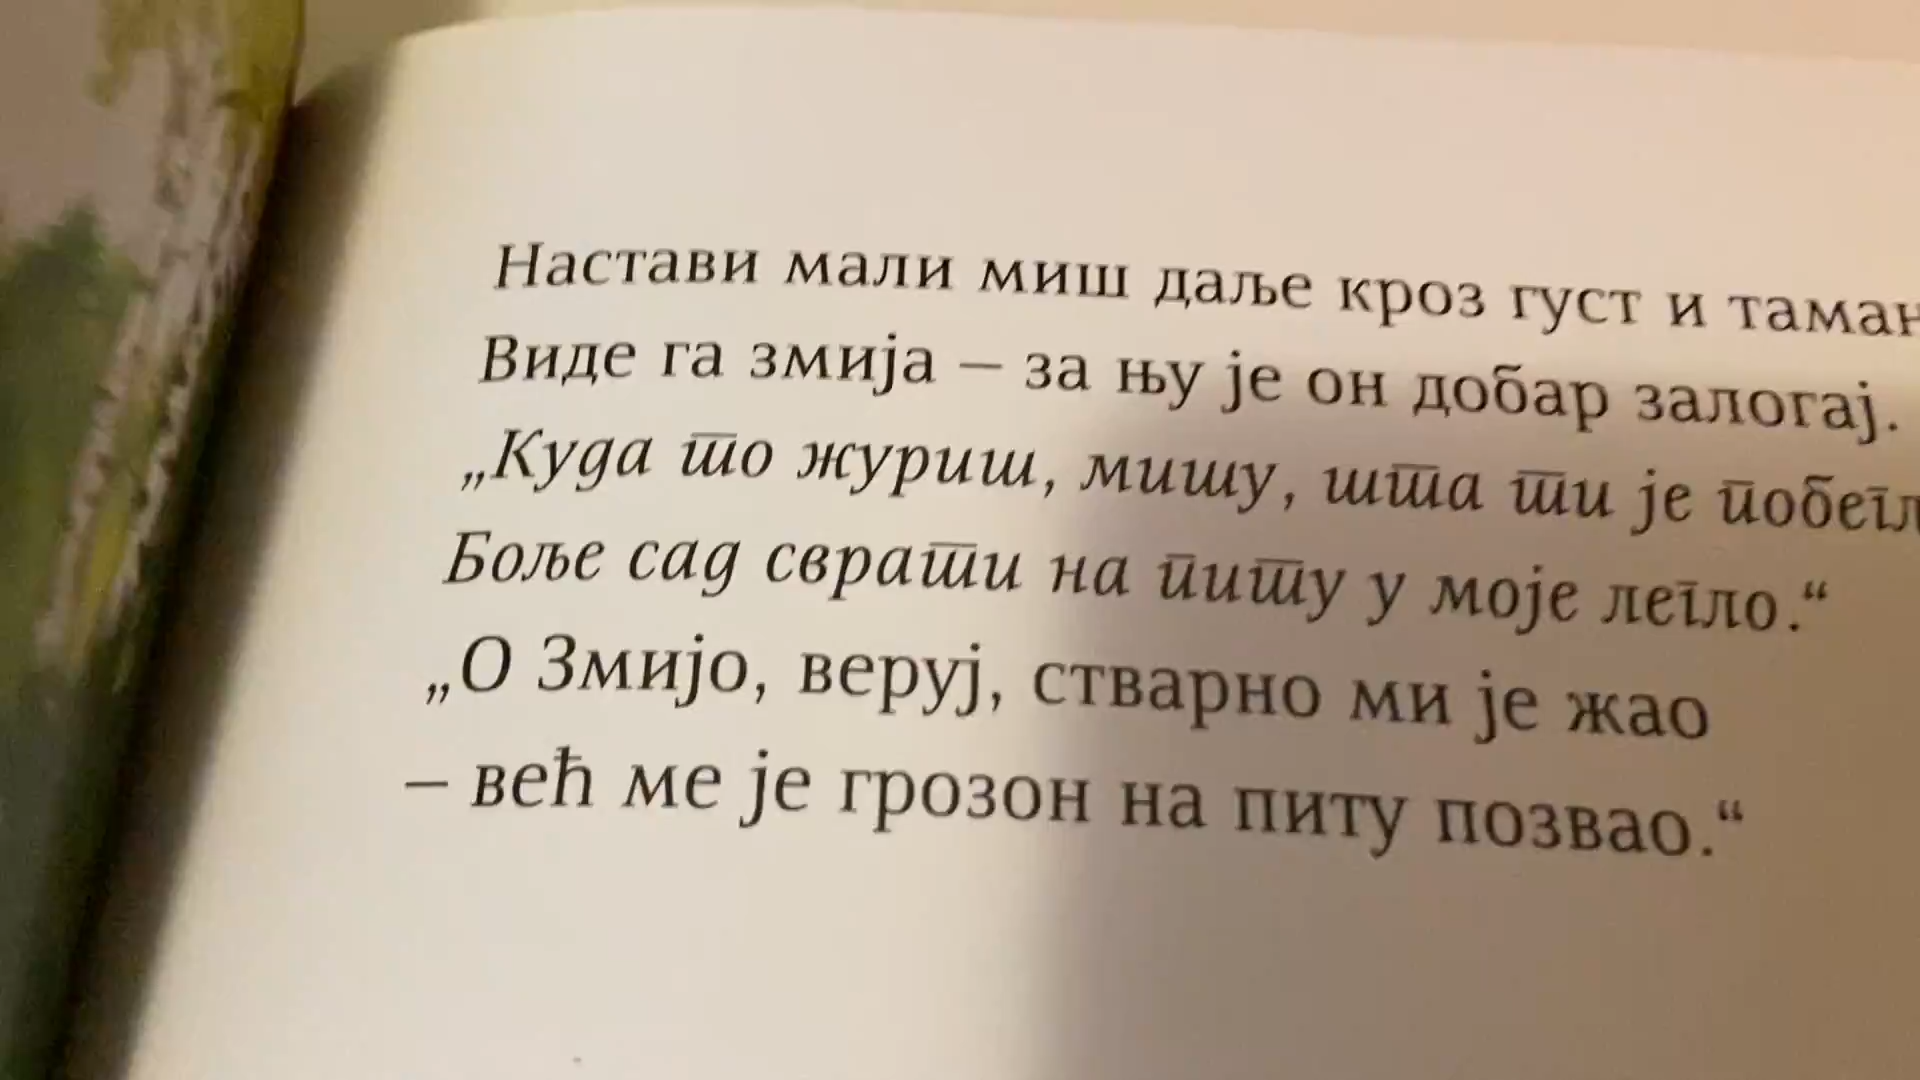 Настави мали миш даље кроз густ и
Виде га змија – за њу је он добар залогај.
„Куда то журиш, мишу, шта ти је
Боље сад сврати на питу у моје легло.“
„О Змијо, веруј, стварно ми је жао
– већ ме је грозон на питу позвао.“